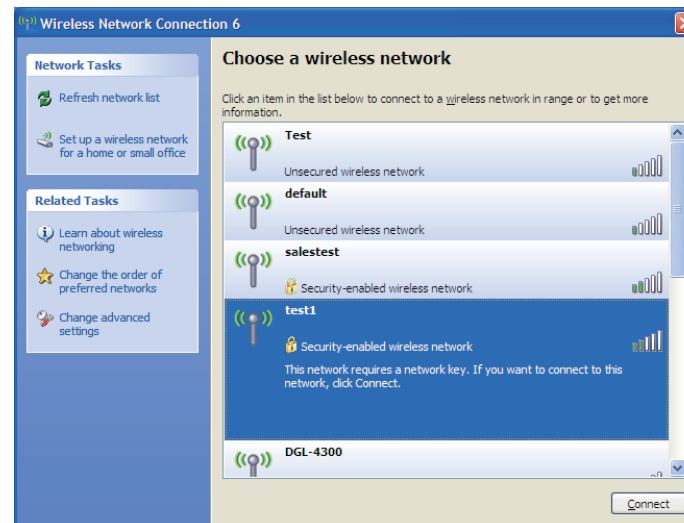 Wireless Network Connection 6
Network Tasks
Refresh network list
Set up a wireless network
for a home or small office
Related Tasks
Learn about wireless
networking
Change the order of
preferred networks
Change advanced
settings
Choose a wireless network
Click an item in the list below to connect to a wireless network in range or to get more
information.
Test
Unsecured wireless network
default
Unsecured wireless network
salestest
Security-enabled wireless network
test1
Security-enabled wireless network
This network requires a network key. If you want to connect to this
network, click Connect.
DGL-4300
Connect